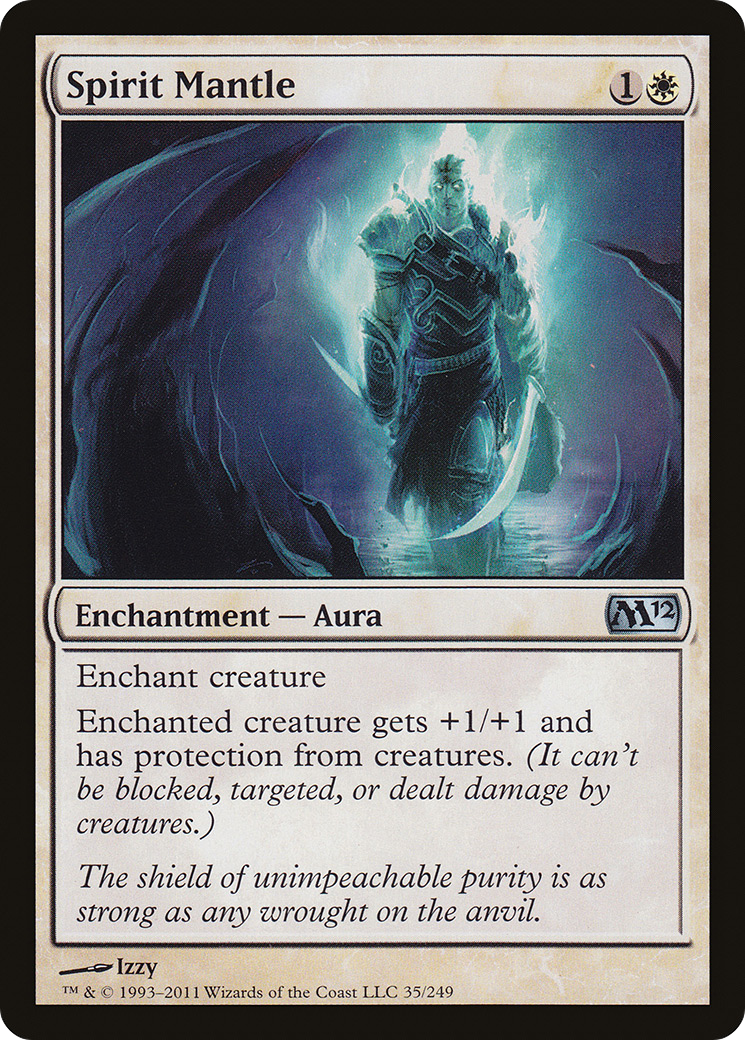 Spirit Mantle
1
Enchantment — Aura
M12
Enchant creature
Enchanted creature gets +1/+1 and
has protection from creatures. (It can't
be blocked, targeted, or dealt damage by
creatures.)
The shield of unimpeachable purity is as
strong as any wrought on the anvil.
Izzy
™ & © 1993–2011 Wizards of the Coast LLC 35/249